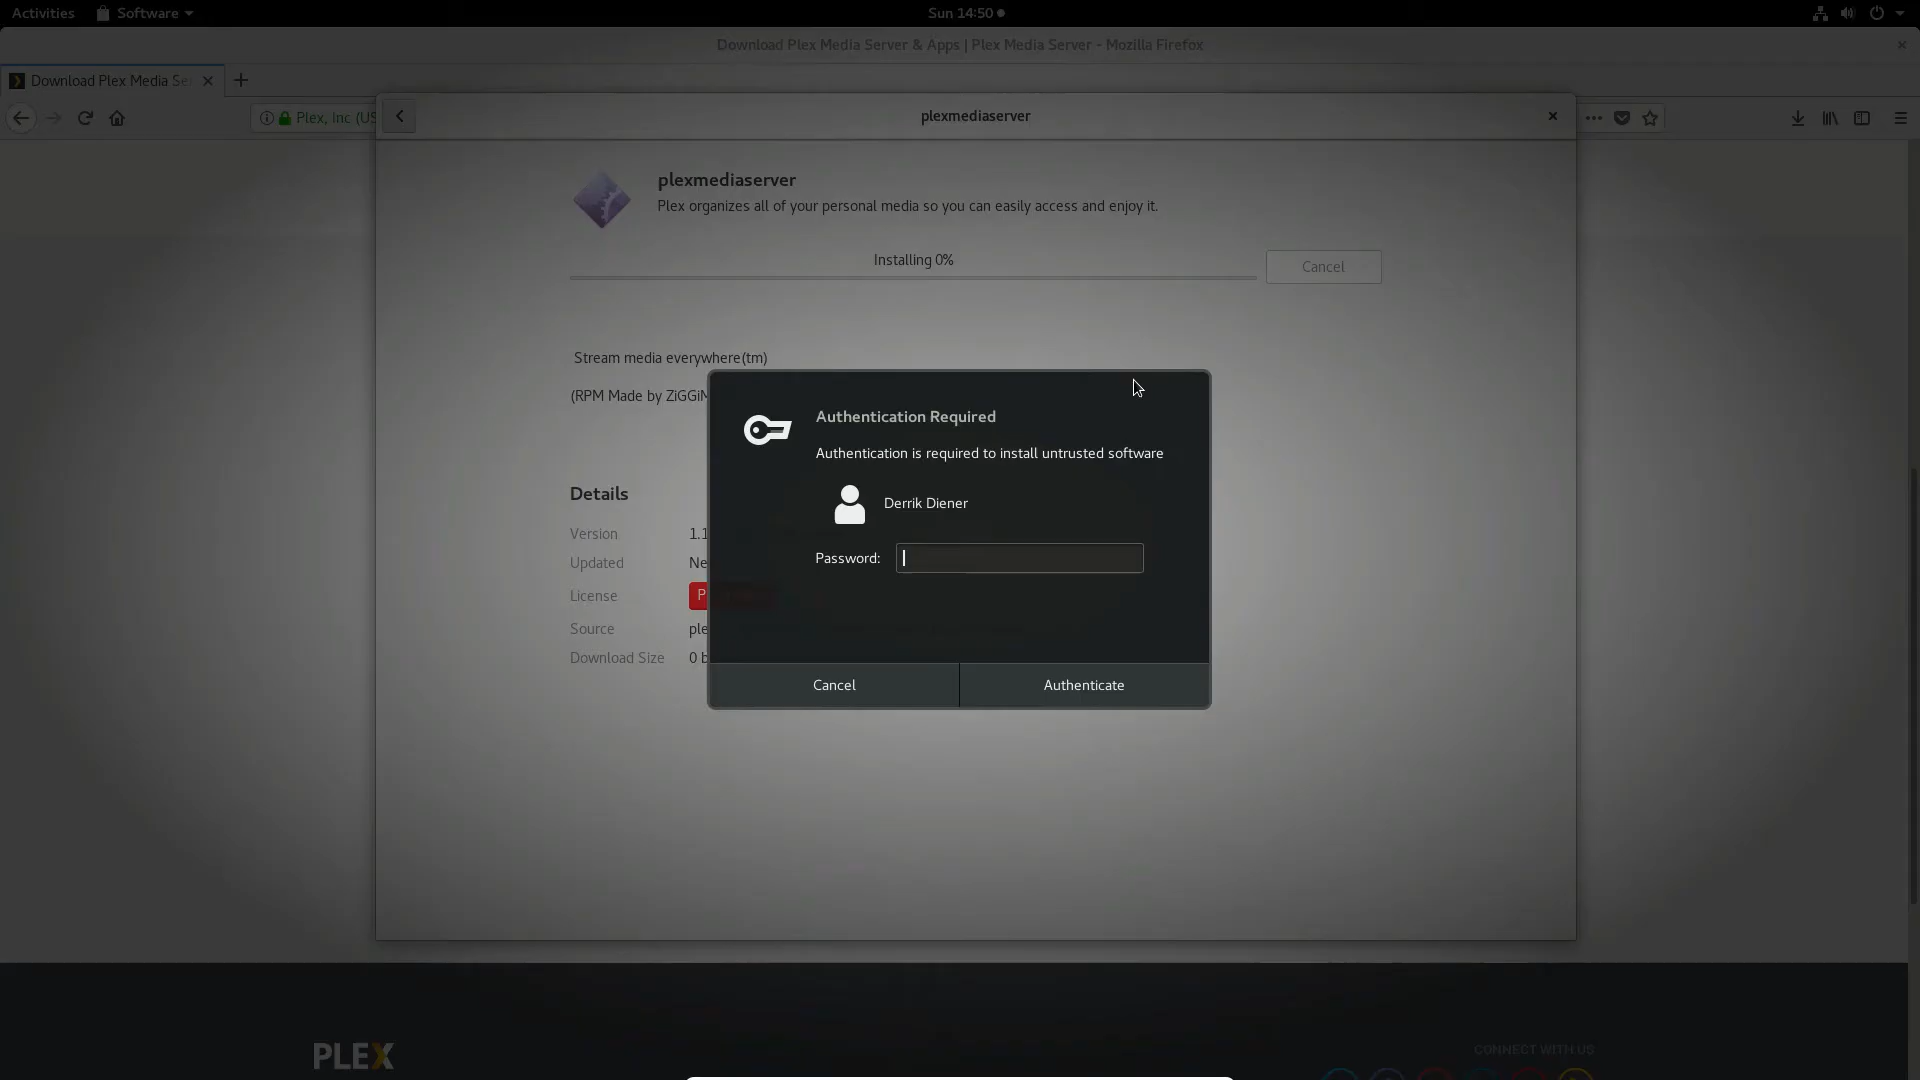 Activities
Software
Sun 14:50
Download Plex Media Server & Apps | Plex Media Server - Mozilla Firefox
Download Plex Media Se
Plex, Inc (US
plexmediaserver
plexmediaserver
Plex organizes all of your personal media so you can easily access and enjoy it.
Installing 0%
Cancel
Stream media everywhere(tm)
(RPM Made by ZiGGiM
Authentication Required
Authentication is required to install untrusted software
Derrik Diener
Password:
Cancel
Authenticate
Details
Version 1.1
Updated Ne
License P
Source ple
Download Size 0 b
PLEX
CONNECT WITH US